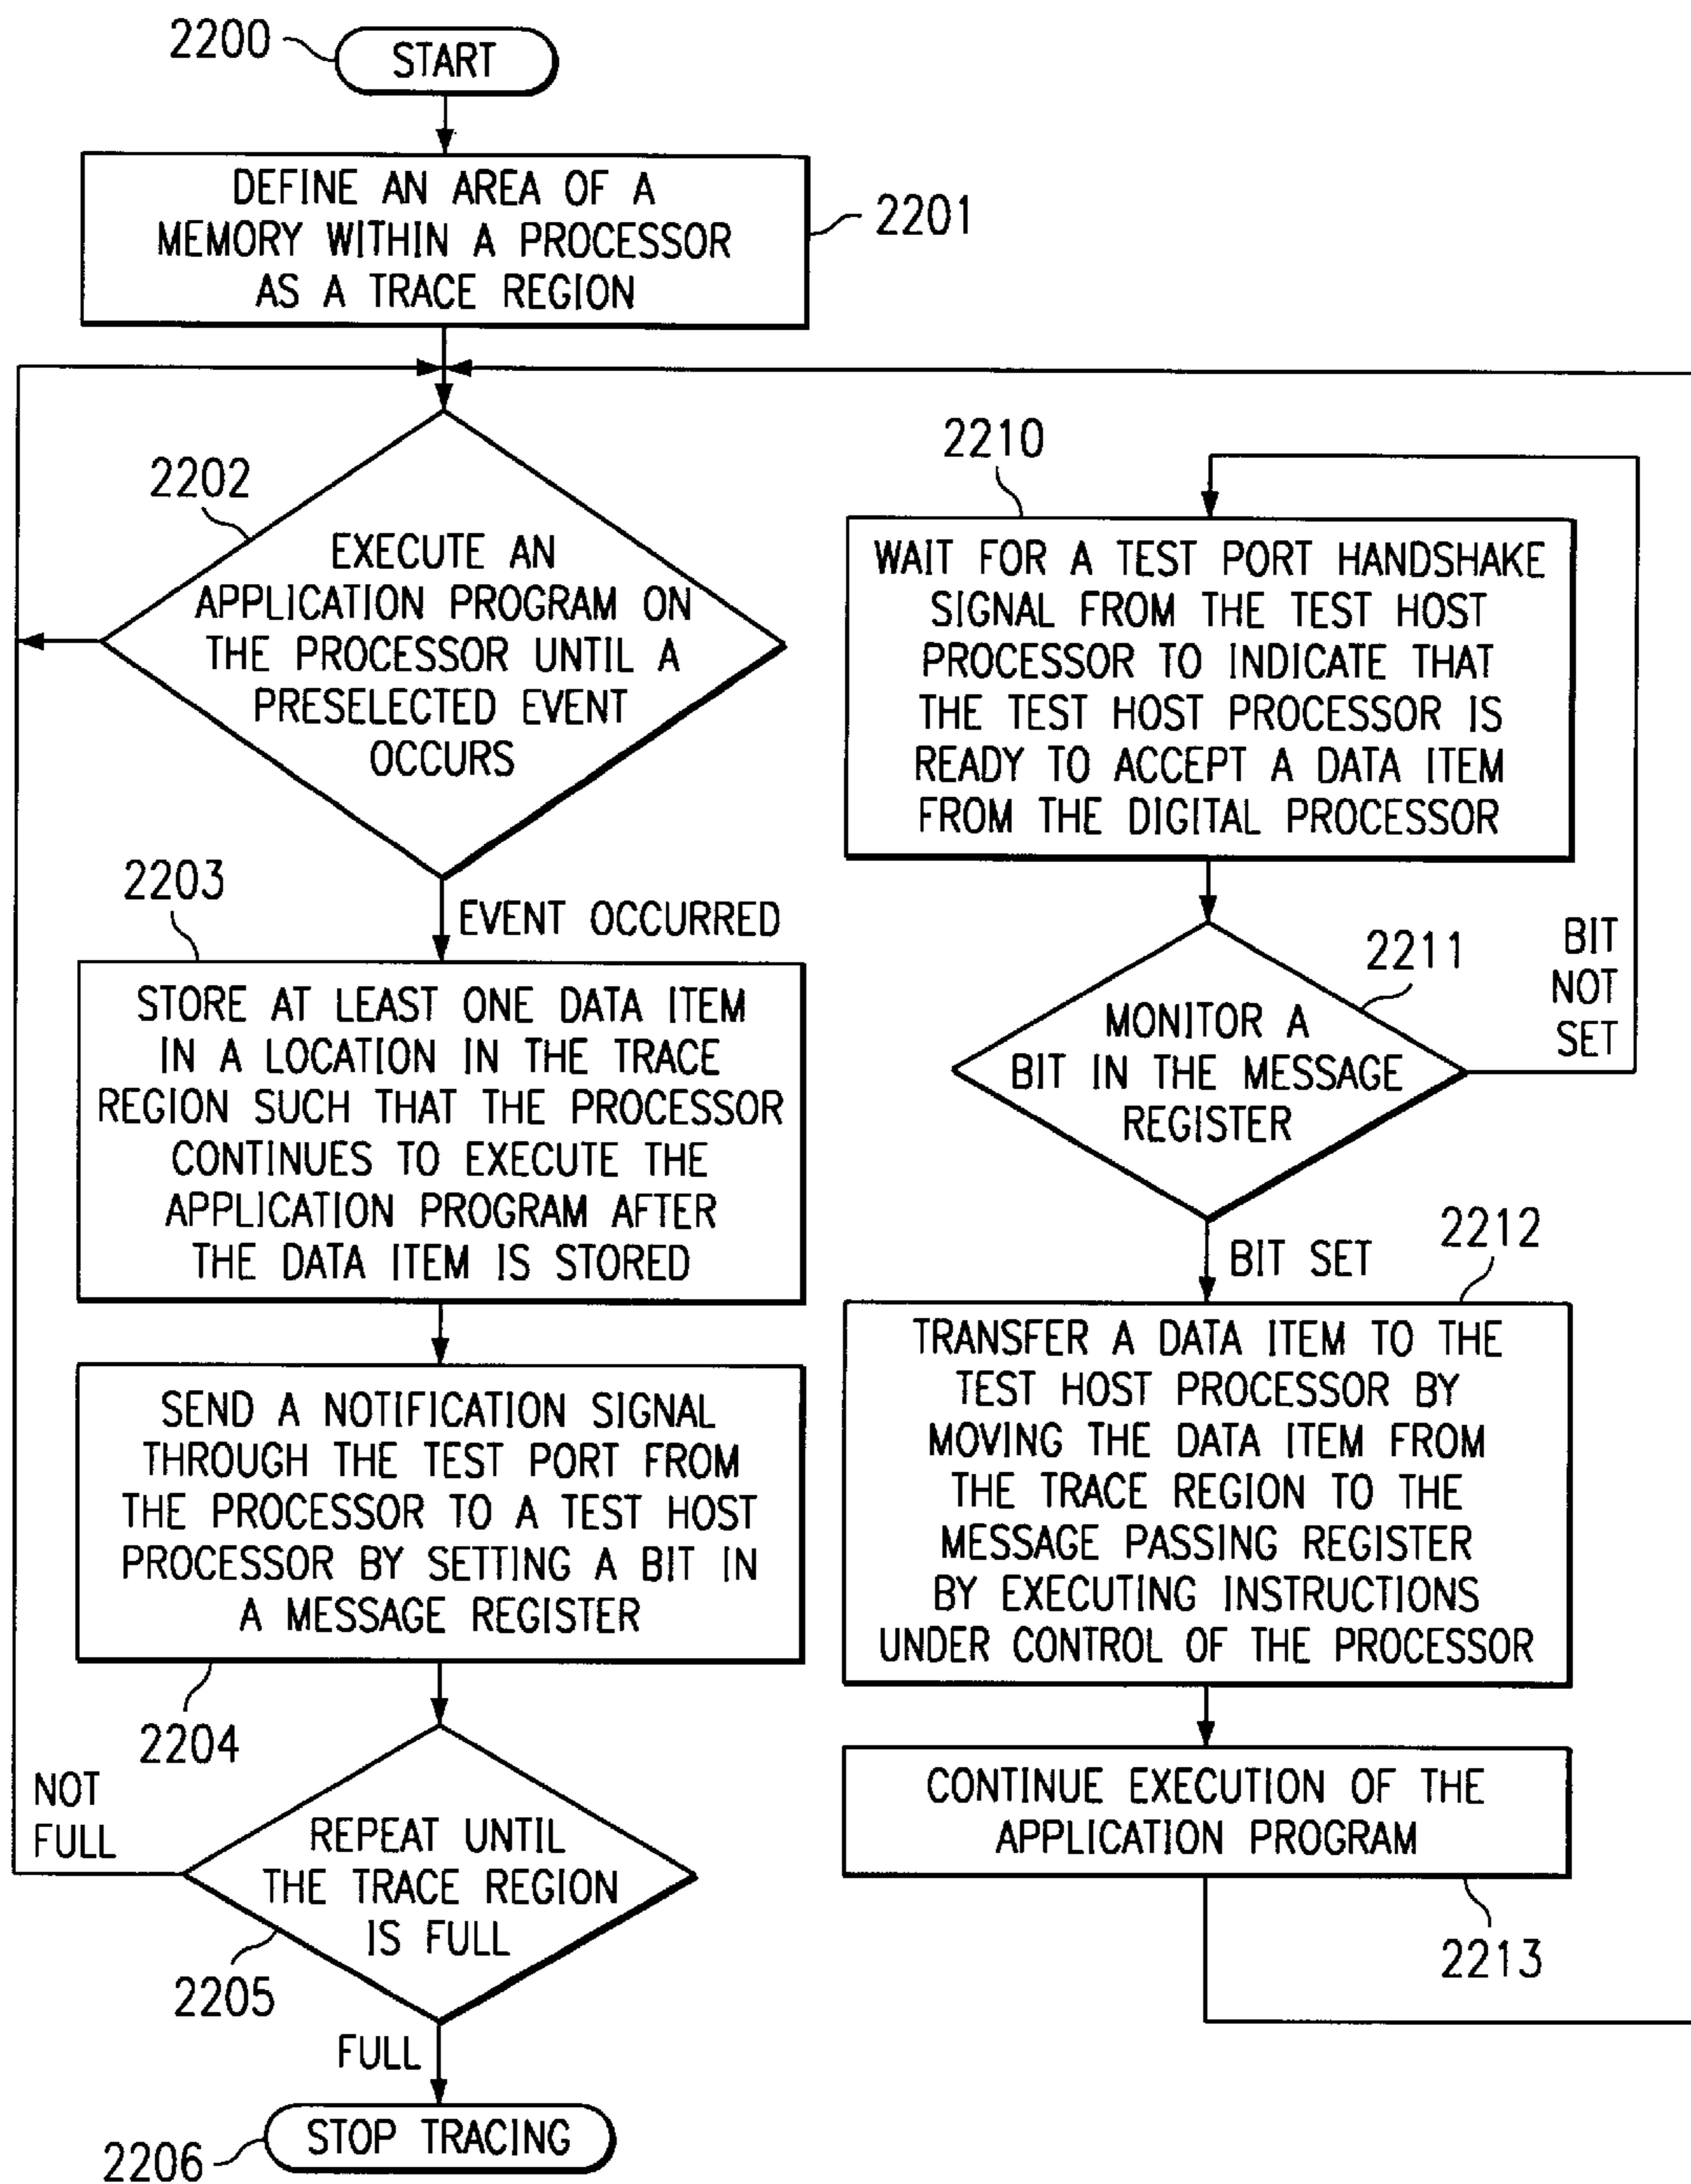 2200
START
DEFINE AN AREA OF A
MEMORY WITHIN A PROCESSOR
AS A TRACE REGION
2201
2202
EXECUTE AN
APPLICATION PROGRAM ON
THE PROCESSOR UNTIL A
PRESELECTED EVENT
OCCURS
EVENT OCCURRED
2203
STORE AT LEAST ONE DATA ITEM
IN A LOCATION IN THE TRACE
REGION SUCH THAT THE PROCESSOR
CONTINUES TO EXECUTE THE
APPLICATION PROGRAM AFTER
THE DATA ITEM IS STORED
SEND A NOTIFICATION SIGNAL
THROUGH THE TEST PORT FROM
THE PROCESSOR TO A TEST HOST
PROCESSOR BY SETTING A BIT IN
A MESSAGE REGISTER
2204
NOT
FULL
REPEAT UNTIL
THE TRACE REGION
IS FULL
2205
FULL
STOP TRACING
2206
2210
WAIT FOR A TEST PORT HANDSHAKE
SIGNAL FROM THE TEST HOST
PROCESSOR TO INDICATE THAT
THE TEST HOST PROCESSOR IS
READY TO ACCEPT A DATA ITEM
FROM THE DIGITAL PROCESSOR
2211
BIT
NOT
SET
MONITOR A
BIT IN THE MESSAGE
REGISTER
BIT SET
2212
TRANSFER A DATA ITEM TO THE
TEST HOST PROCESSOR BY
MOVING THE DATA ITEM FROM
THE TRACE REGION TO THE
MESSAGE PASSING REGISTER
BY EXECUTING INSTRUCTIONS
UNDER CONTROL OF THE PROCESSOR
CONTINUE EXECUTION OF THE
APPLICATION PROGRAM
2213